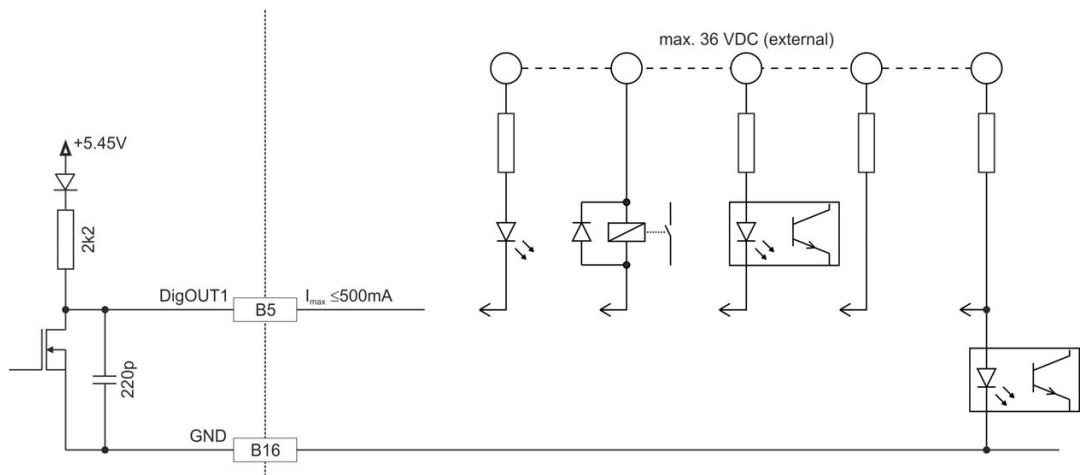 max. 36 VDC (external)
+5.45V
2k2
DigOUT1
B5
Imax ≤500mA
220p
GND
B16